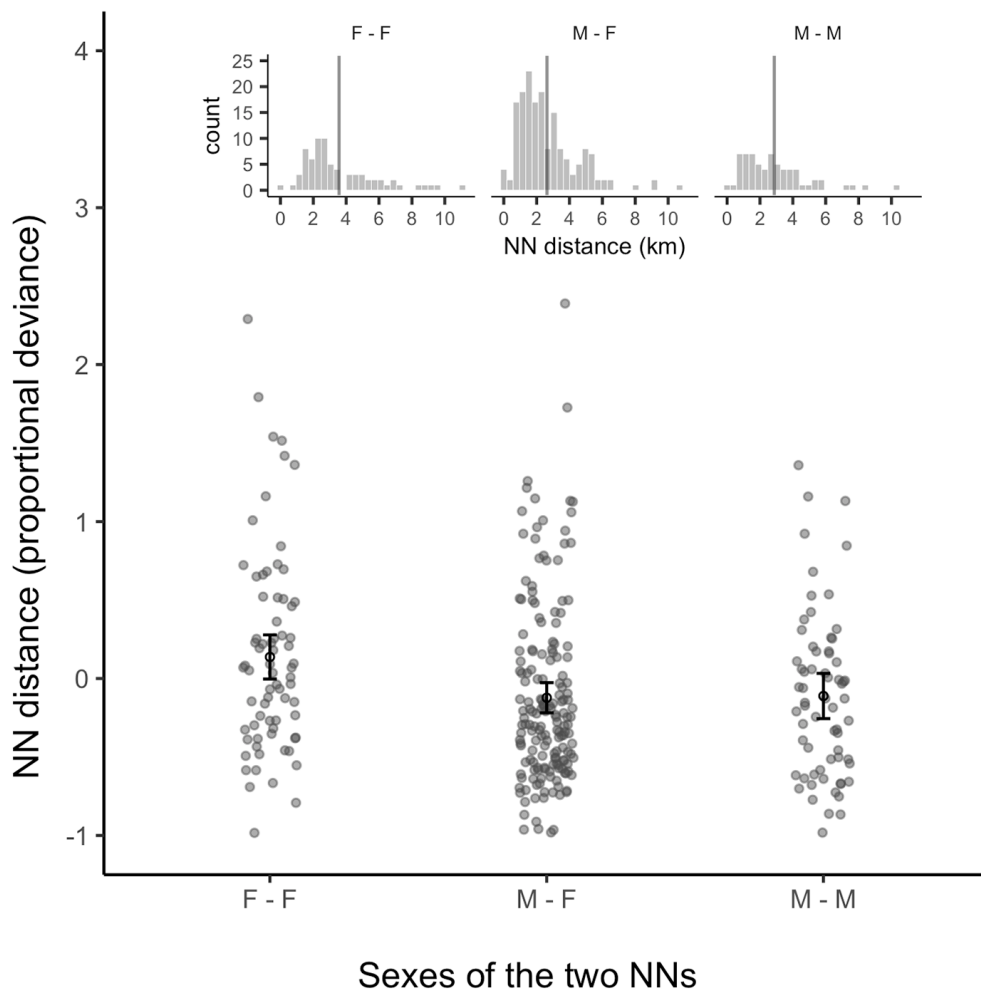 F - F M - F M - M
count
25
20
15
10
5
0
0 2 4 6 8 10 0 2 4 6 8 10 0 2 4 6 8 10
NN distance (km)
NN distance (proportional deviance)
4
3
2
1
0
-1
F - F M - F M - M
Sexes of the two NNs